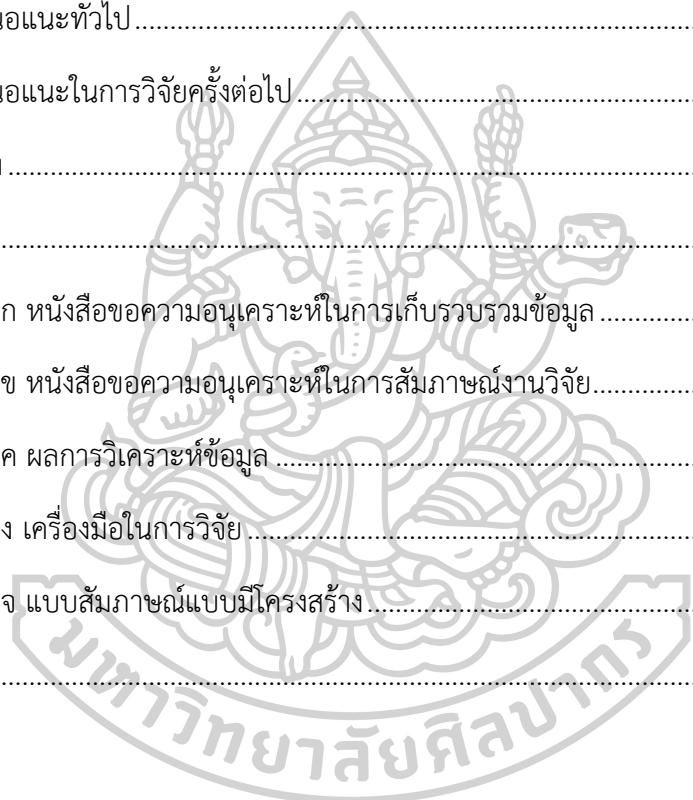 นอแนะทั่วไป
นอแนะในการวิจัยครั้งต่อไป
ก หนังสือขอความอนุเคราะห์ในการเก็บรวบรวมข้อมูล
ข หนังสือขอความอนุเคราะห์ในการสัมภาษณ์งานวิจัย
ค ผลการวิเคราะห์ข้อมูล
ง เครื่องมือในการวิจัย
จ แบบสัมภาษณ์แบบมีโครงสร้าง
มหาวิทยาลัยศิลปากร